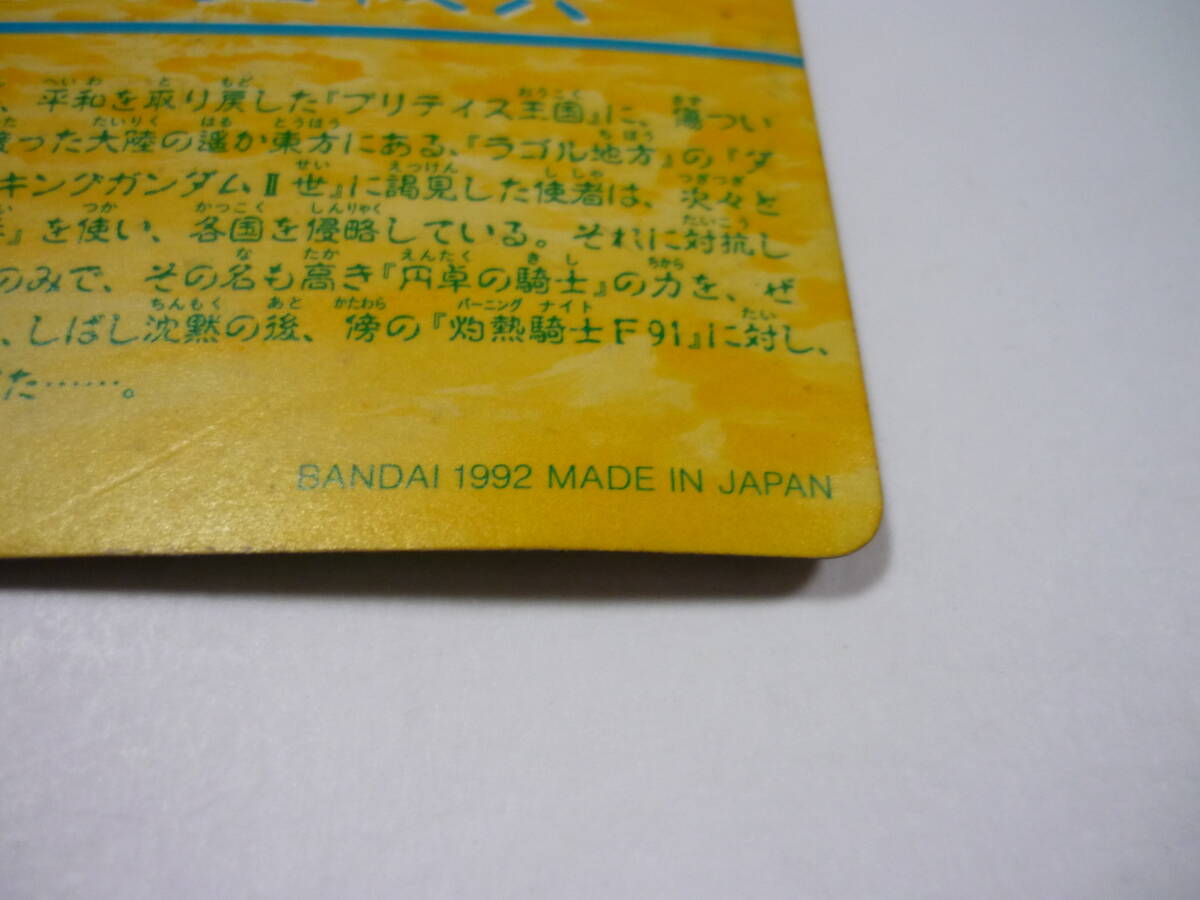 、平和を取り戻した『ブリティス王国』に、傷つい
渡った大陸の遥か東方にある、『ラゴル地方』の『ダ
キングガンダムⅡ世』に謁見した使者は、次々と
』を使い、各国を侵略している。それに対抗し
のみで、その名も高き『円卓の騎士』の力を、ぜ
、しばし沈黙の後、傍の『灼熱騎士F91』に対し、
た……。
BANDAI 1992 MADE IN JAPAN